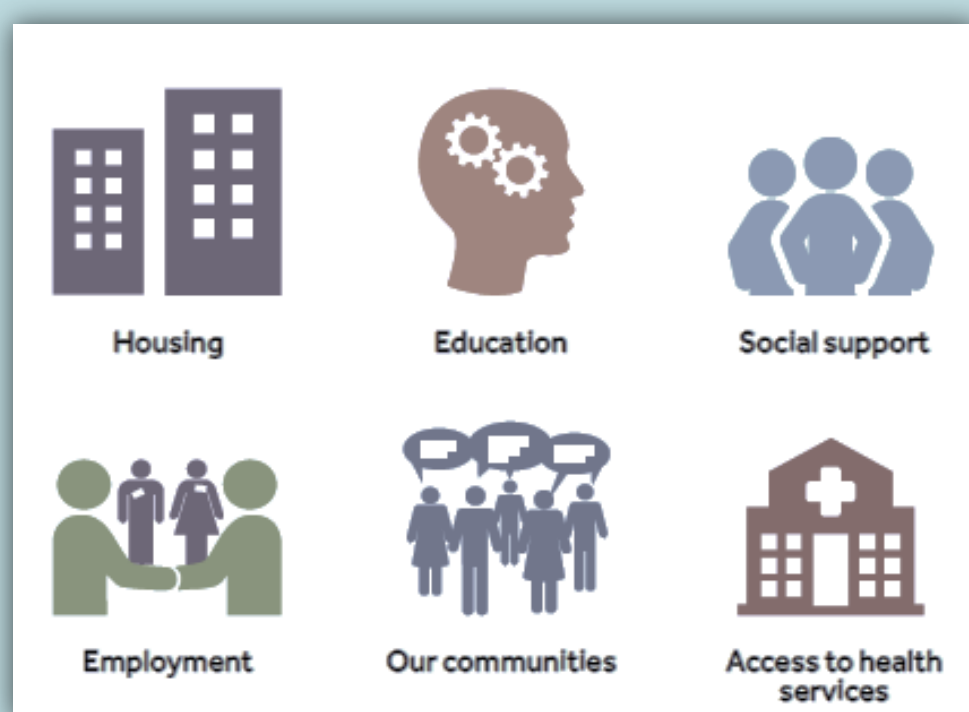 Housing
Education
Social support
Employment
Our communities
Access to health
services